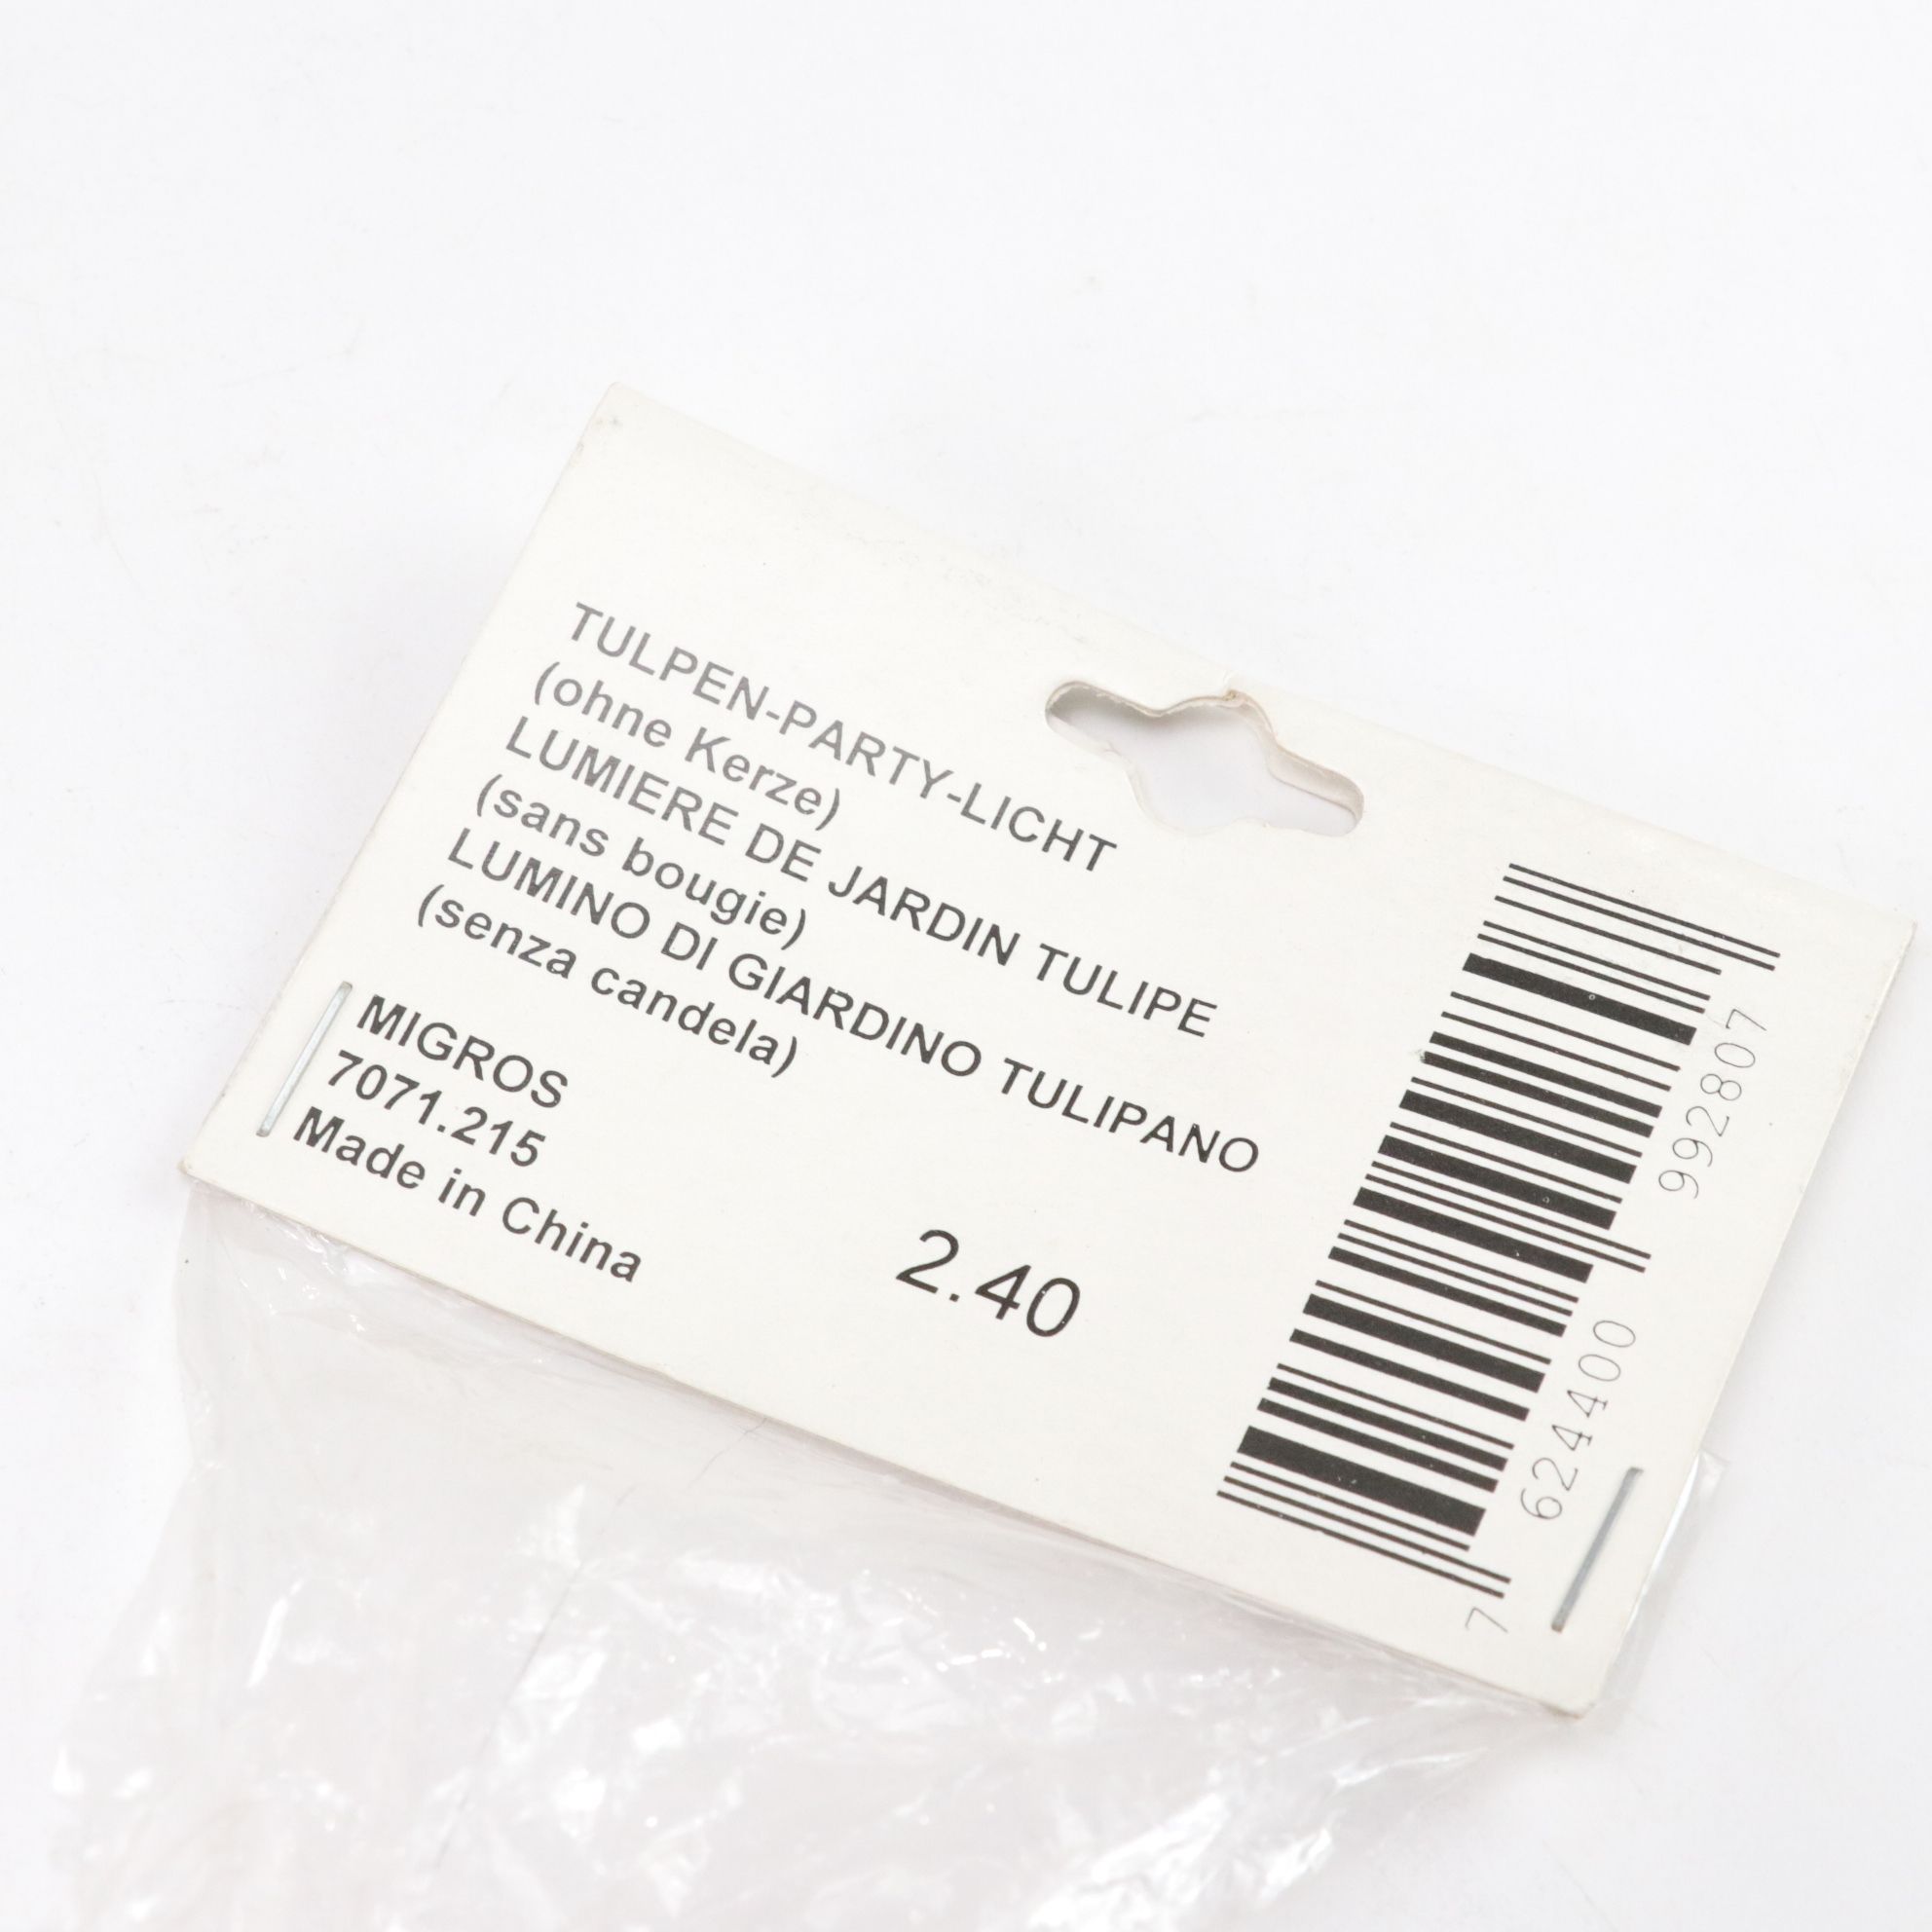 TULPEN-PARTY-LICHT
(ohne Kerze)
LUMIERE DE JARDIN TULIPE
(sans bougie)
LUMINO DI GIARDINO TULIPANO
(senza candela)
MIGROS
7071.215
Made in China
2.40
7 624400 992807